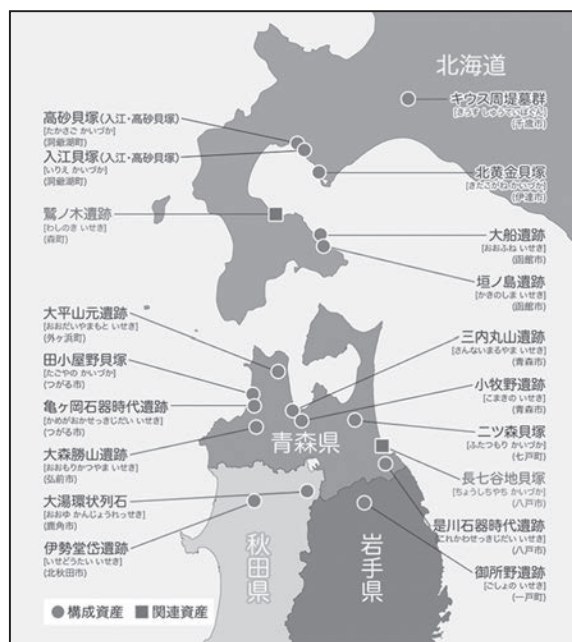 北海道
キウス周堤墓群
[きうす しゅうていぼぐん]
(千歳市)
高砂貝塚(入江・高砂貝塚)
[たかさご かいづか]
(洞爺湖町)
入江貝塚(入江・高砂貝塚)
[いりえ かいづか]
(洞爺湖町)
北黄金貝塚
[きたこがね かいづか]
(伊達市)
鷲ノ木遺跡
[わしのき いせき]
(森町)
大船遺跡
[おおふね いせき]
(函館市)
垣ノ島遺跡
[かきのしま いせき]
(函館市)
大平山元遺跡
[おおだいやまもと いせき]
(外ヶ浜町)
田小屋野貝塚
[たごやの かいづか]
(つがる市)
亀ヶ岡石器時代遺跡
[かめがおかせっきじだい いせき]
(つがる市)
大森勝山遺跡
[おおもりかつやま いせき]
(弘前市)
大湯環状列石
[おおゆ かんじょうれっせき]
(鹿角市)
伊勢堂岱遺跡
[いせどうたい いせき]
(北秋田市)
三内丸山遺跡
[さんないまるやま いせき]
(青森市)
小牧野遺跡
[こまきの いせき]
(青森市)
二ツ森貝塚
[ふたつもり かいづか]
(七戸町)
長七谷地貝塚
[ちょうしちやち かいづか]
(八戸市)
是川石器時代遺跡
[これかわせっきじだい いせき]
(八戸市)
御所野遺跡
[ごしょの いせき]
(一戸町)
青森県
秋田県
岩手県
構成資産 関連資産